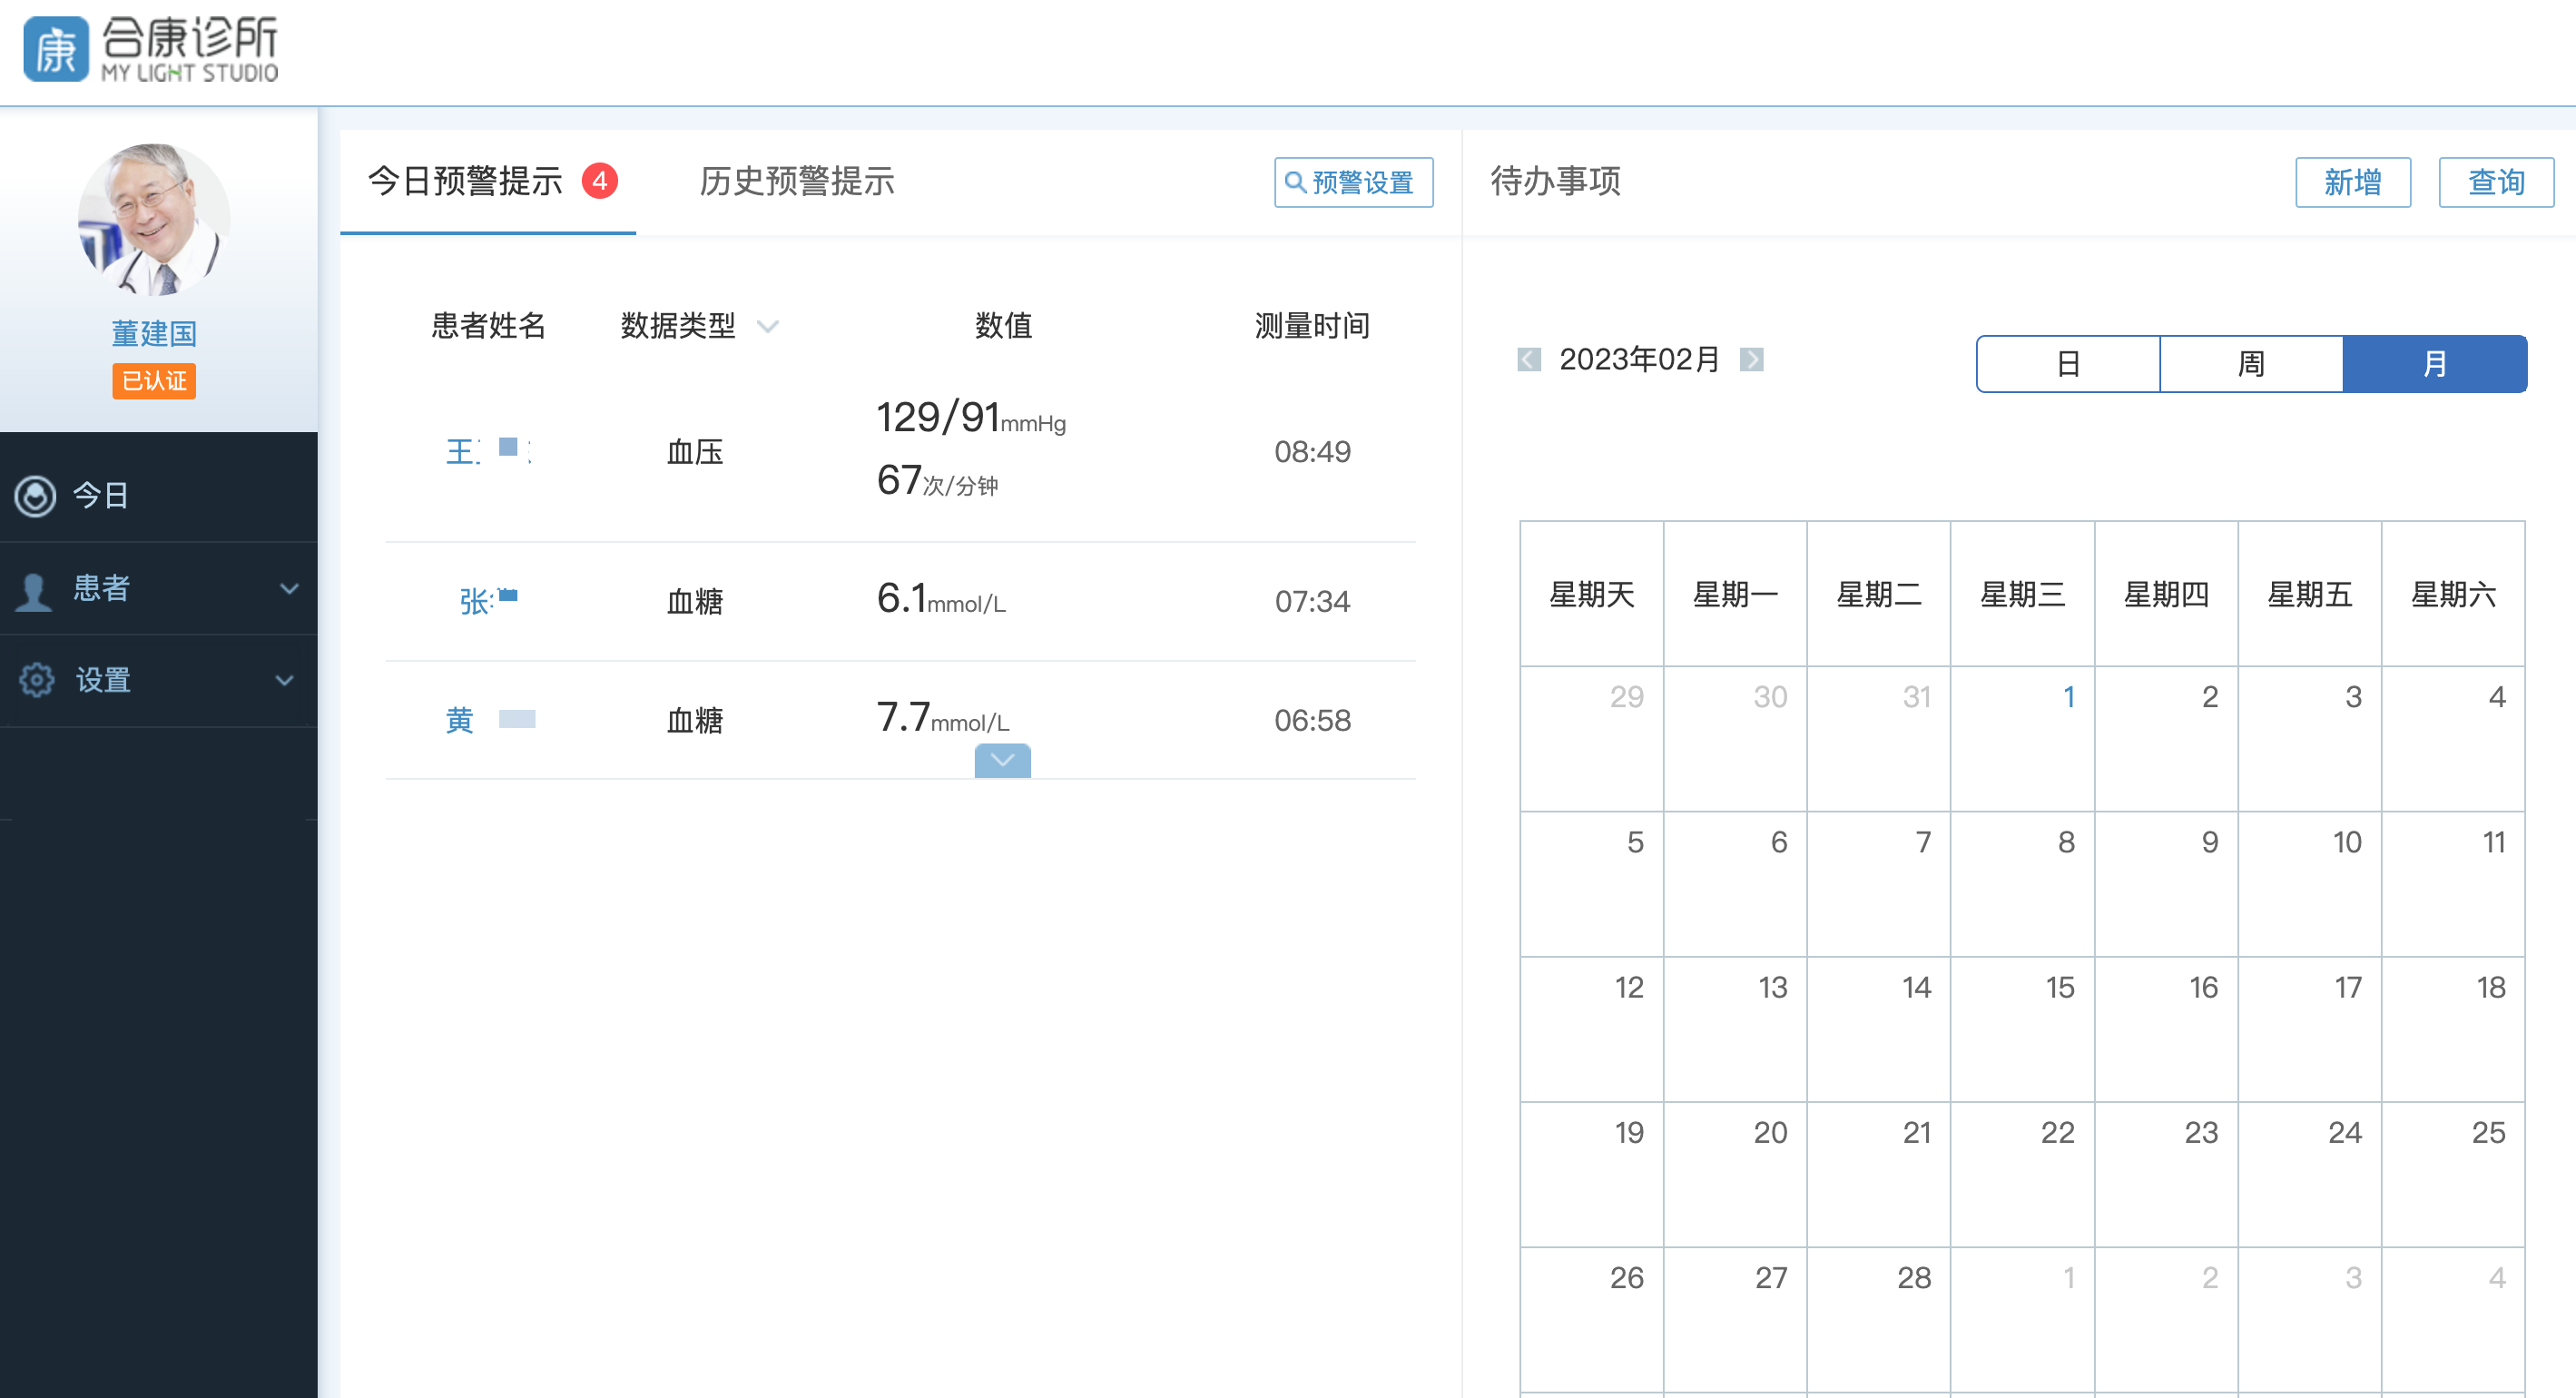 康
合康诊所
MY LIGHT STUDIO
董建国
已认证
今日
患者
设置
今日预警提示 4 历史预警提示 预警设置
患者姓名 数据类型 数值 测量时间
王 血压 129/91mmHg 67次/分钟 08:49
张 血糖 6.1mmol/L 07:34
黄 血糖 7.7mmol/L 06:58
待办事项 新增 查询
2023年02月 日 周 月
星期天 星期一 星期二 星期三 星期四 星期五 星期六
29 30 31 1 2 3 4
5 6 7 8 9 10 11
12 13 14 15 16 17 18
19 20 21 22 23 24 25
26 27 28 1 2 3 4